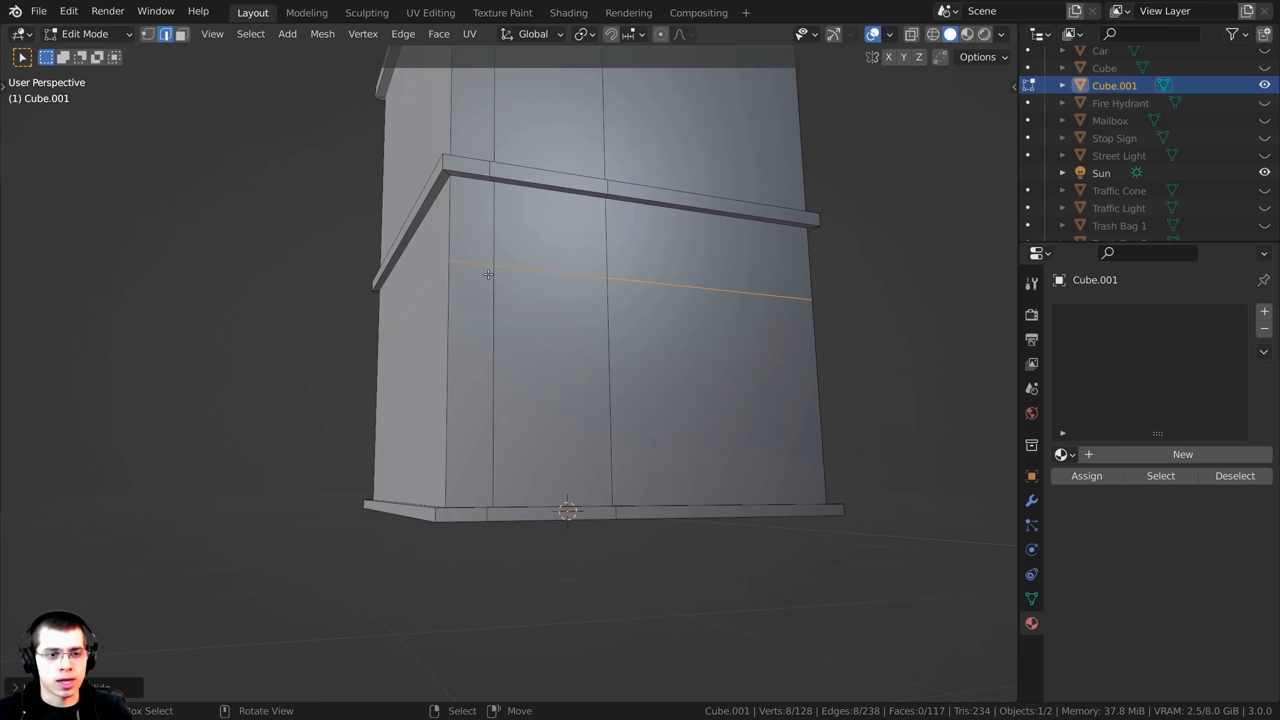 File Edit Render Window Help
Layout Modeling Sculpting UV Editing Texture Paint Shading Rendering Compositing +
Scene
View Layer
Edit Mode
View Select Add Mesh Vertex Edge Face UV
Global
X Y Z
Options
User Perspective
(1) Cube.001
Car
Cube
Cube.001
Fire Hydrant
Mailbox
Stop Sign
Street Light
Sun
Traffic Cone
Traffic Light
Trash Bag 1
Cube.001
New
Assign Select Deselect
Box Select
Rotate View
Select
Move
Cube.001 | Verts:8/128 | Edges:8/238 | Faces:0/117 | Tris:234 | Objects:1/2 | Memory: 37.8 MiB | VRAM: 2.5/8.0 GiB | 3.0.0